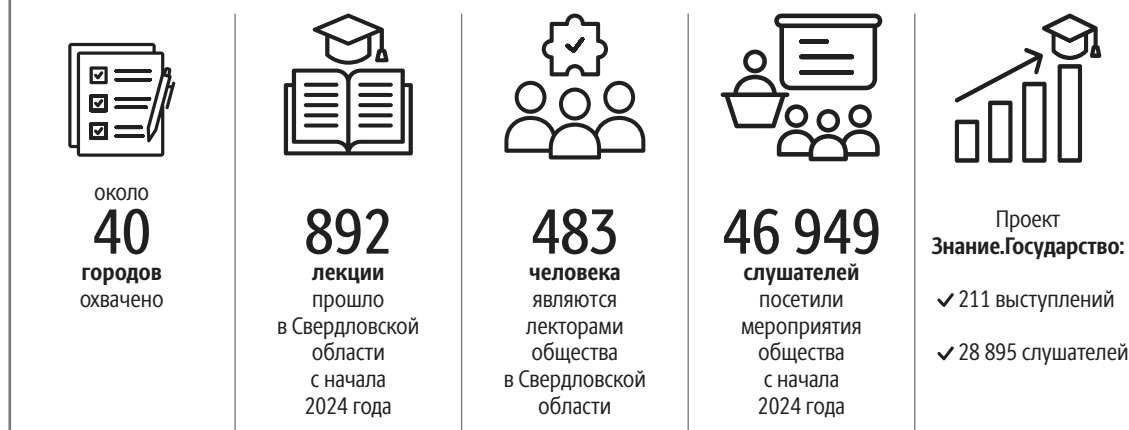 около
40
городов
охвачено
892
лекции
прошло
в Свердловской
области
с начала
2024 года
483
человека
являются
лекторами
общества
в Свердловской
области
46 949
слушателей
посетили
мероприятия
общества
с начала
2024 года
Проект
Знание.Государство:
✓ 211 выступлений
✓ 28 895 слушателей